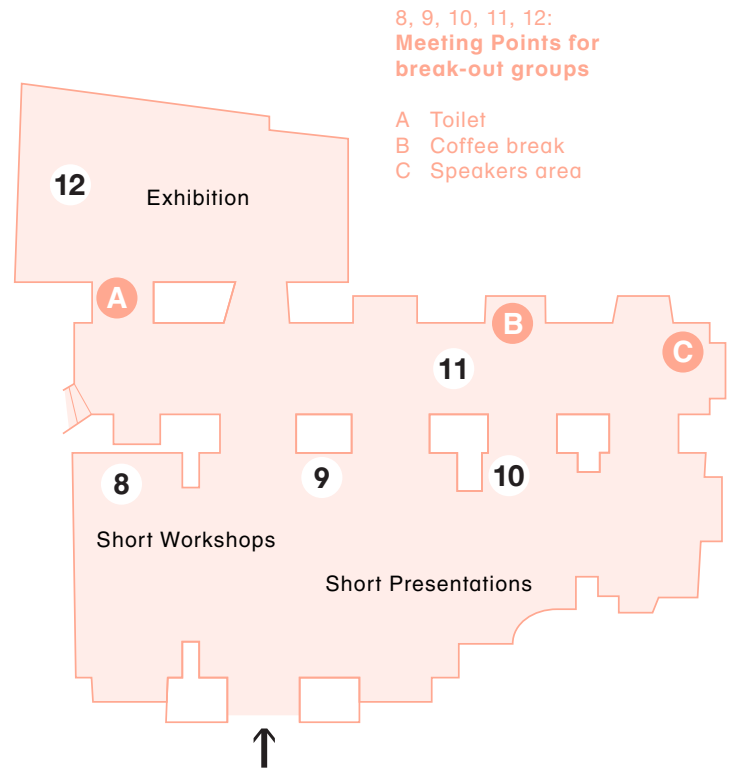 8, 9, 10, 11, 12:
Meeting Points for
break-out groups
A Toilet
B Coffee break
C Speakers area
12
Exhibition
A
B
C
11
8
9
10
Short Workshops
Short Presentations